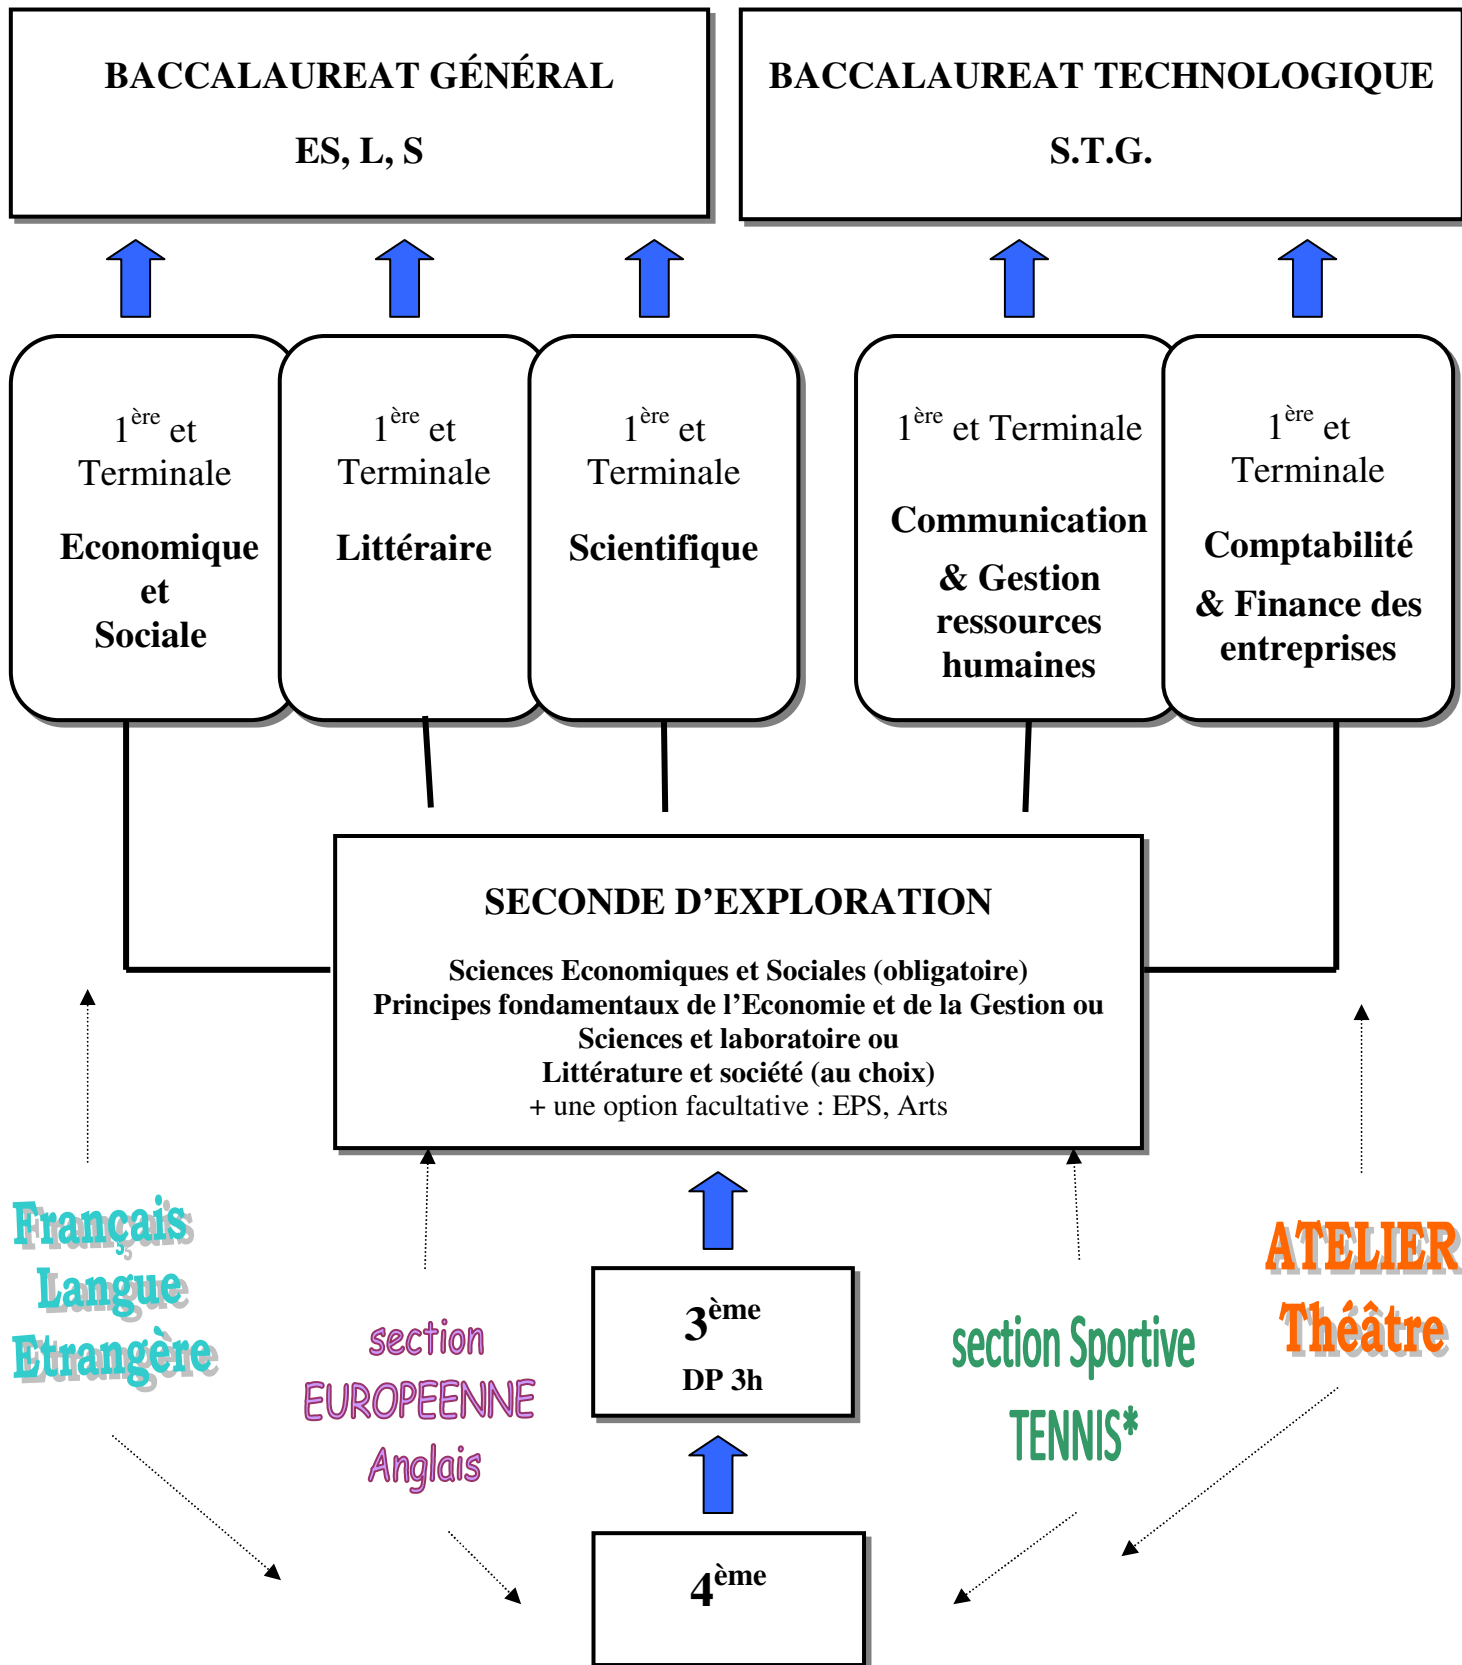 BACCALAUREAT GÉNÉRAL
ES, L, S
BACCALAUREAT TECHNOLOGIQUE
S.T.G.
1ère et
Terminale
Economique
et
Sociale
1ère et
Terminale
Littéraire
1ère et
Terminale
Scientifique
1ère et Terminale
Communication
& Gestion
ressources
humaines
1ère et
Terminale
Comptabilité
& Finance des
entreprises
SECONDE D’EXPLORATION
Sciences Economiques et Sociales (obligatoire)
Principes fondamentaux de l’Economie et de la Gestion ou
Sciences et laboratoire ou
Littérature et société (au choix)
+ une option facultative : EPS, Arts
Français
Langue
Etrangère
section
EUROPEENNE
Anglais
3ème
DP 3h
section Sportive
TENNIS*
ATELIER
Théâtre
4ème